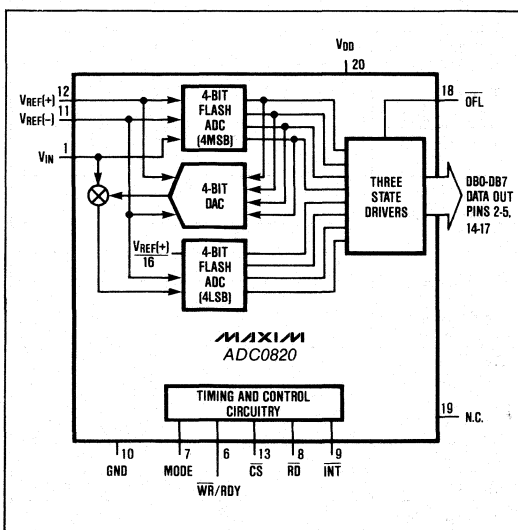 VDD
20
12
VREF(+)
11
VREF(-)
1
VIN
4-BIT
FLASH
ADC
(4MSB)
18
OFL
4-BIT
DAC
THREE
STATE
DRIVERS
DB0-DB7
DATA OUT
PINS 2-5,
14-17
VREF(+)
16
4-BIT
FLASH
ADC
(4LSB)
MAXIM
ADC0820
TIMING AND CONTROL
CIRCUITRY
19
N.C.
10
7
6
13
8
9
GND
MODE
WR/RDY
CS
RD
INT